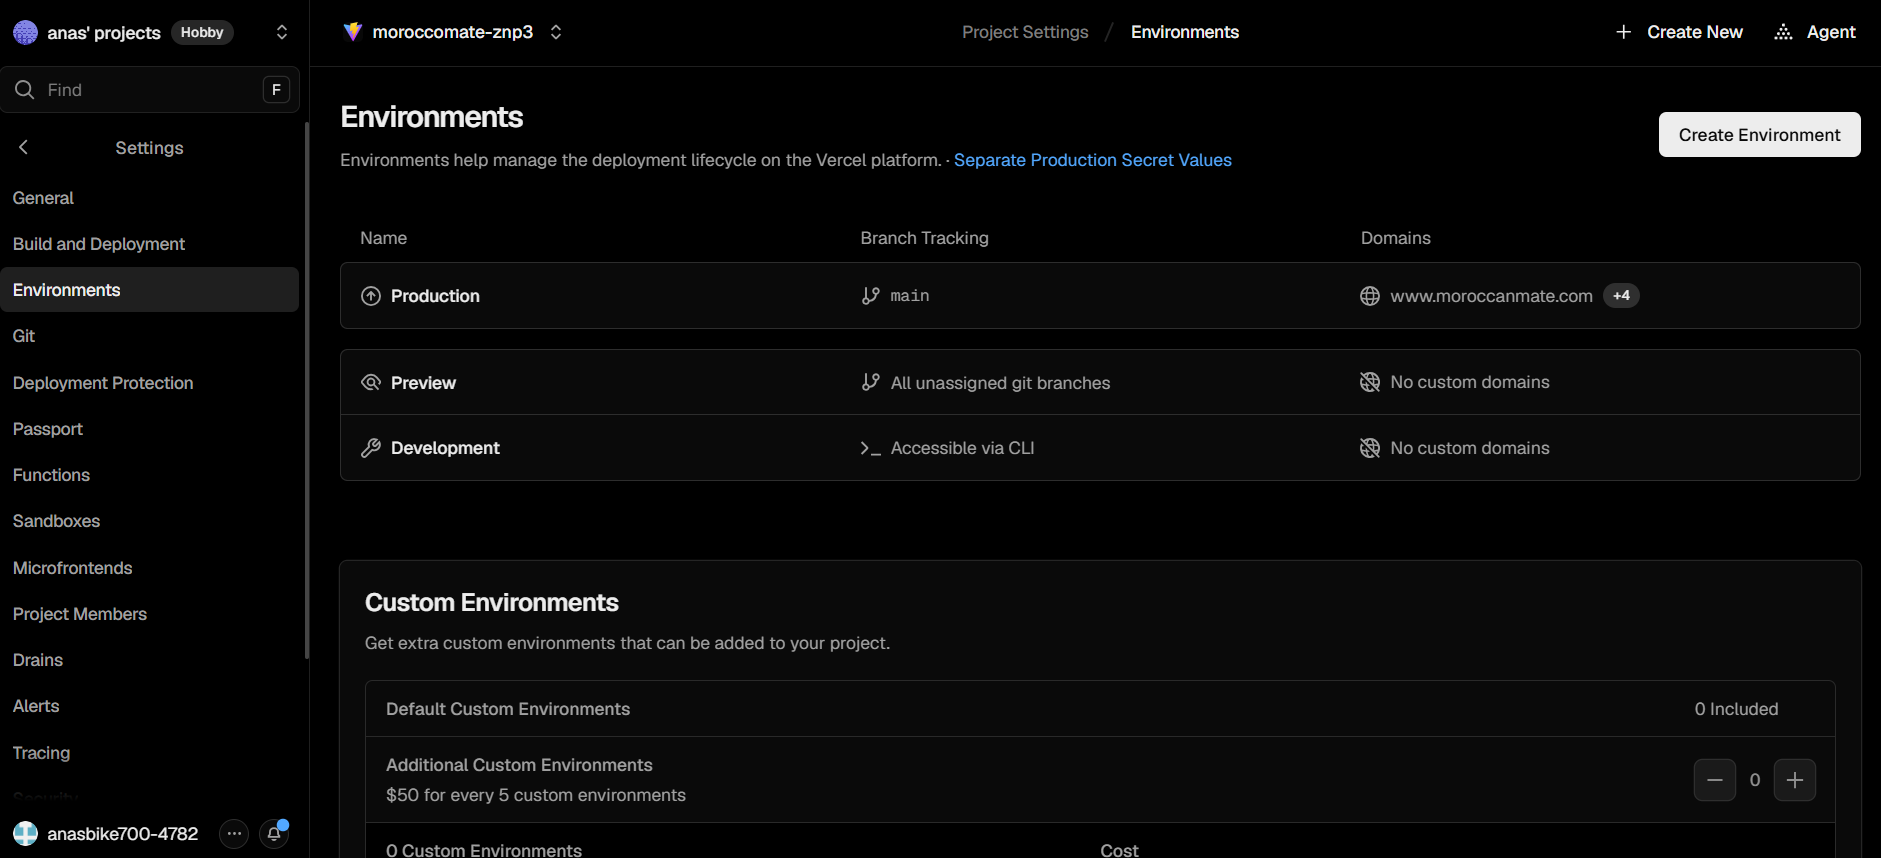 anas' projects Hobby
moroccomate-znp3
Project Settings / Environments
+ Create New
Agent
Find F
Settings
General
Build and Deployment
Environments
Git
Deployment Protection
Passport
Functions
Sandboxes
Microfrontends
Project Members
Drains
Alerts
Tracing
Security
anasbike700-4782
Environments
Environments help manage the deployment lifecycle on the Vercel platform. · Separate Production Secret Values
Create Environment
Name Branch Tracking Domains
Production main www.moroccanmate.com +4
Preview All unassigned git branches No custom domains
Development Accessible via CLI No custom domains
Custom Environments
Get extra custom environments that can be added to your project.
Default Custom Environments 0 Included
Additional Custom Environments
$50 for every 5 custom environments
0
0 Custom Environments Cost